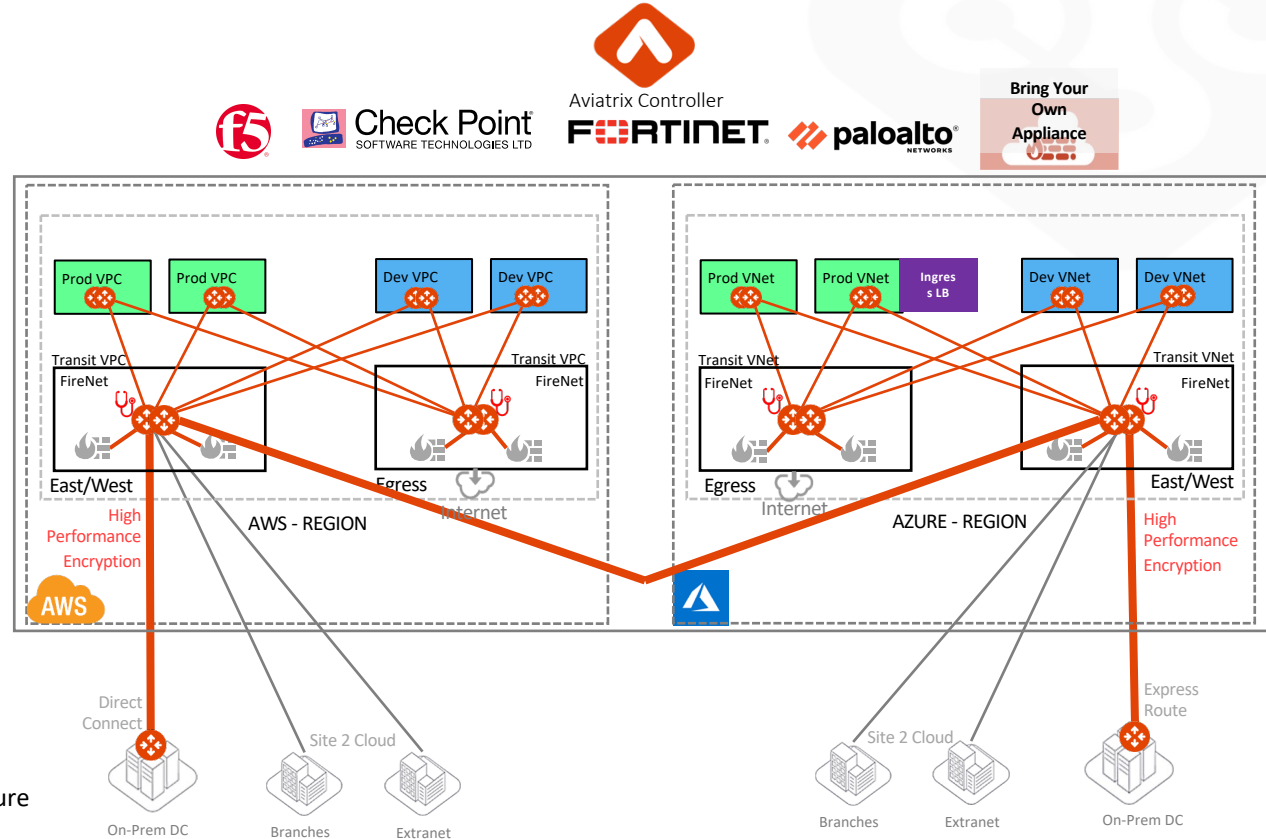 Aviatrix Controller
f5
Check Point
SOFTWARE TECHNOLOGIES LTD
FORTINET
paloalto
NETWORKS
Bring Your
Own
Appliance
Prod VPC
Prod VPC
Dev VPC
Dev VPC
Prod VNet
Prod VNet
Ingres
s LB
Dev VNet
Dev VNet
Transit VPC
FireNet
Transit VPC
FireNet
Transit VNet
FireNet
Transit VNet
FireNet
East/West
Egress
Internet
Egress
Internet
East/West
High
Performance
Encryption
AWS - REGION
AZURE - REGION
High
Performance
Encryption
AWS
Direct
Connect
Site 2 Cloud
Site 2 Cloud
Express
Route
ure
On-Prem DC
Branches
Extranet
Branches
Extranet
On-Prem DC